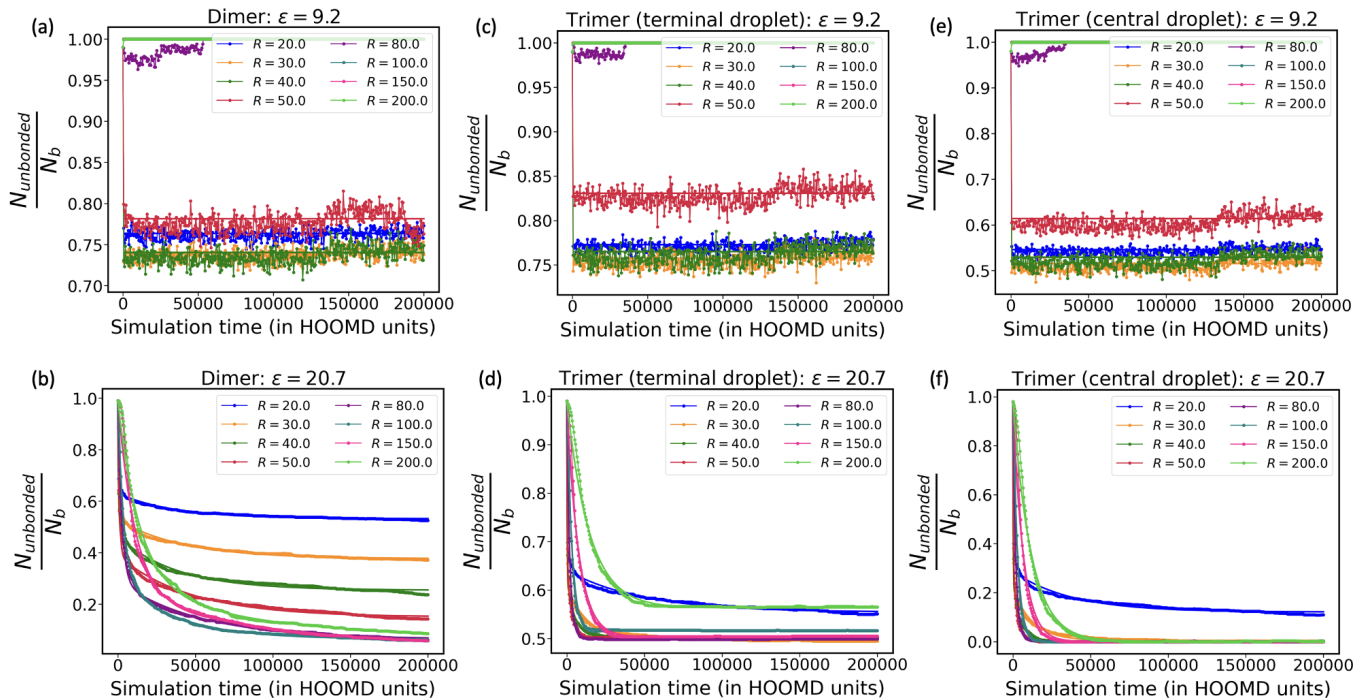 (a)
Dimer: ε = 9.2
1.00
0.95
0.90
0.85
0.80
0.75
0.70
N_unbonded
N_b
R = 20.0
R = 30.0
R = 40.0
R = 50.0
R = 80.0
R = 100.0
R = 150.0
R = 200.0
0
50000
100000
150000
200000
Simulation time (in HOOMD units)
(c)
Trimer (terminal droplet): ε = 9.2
1.00
0.95
0.90
0.85
0.80
0.75
N_unbonded
N_b
R = 20.0
R = 30.0
R = 40.0
R = 50.0
R = 80.0
R = 100.0
R = 150.0
R = 200.0
0
50000
100000
150000
200000
Simulation time (in HOOMD units)
(e)
Trimer (central droplet): ε = 9.2
1.0
0.9
0.8
0.7
0.6
0.5
N_unbonded
N_b
R = 20.0
R = 30.0
R = 40.0
R = 50.0
R = 80.0
R = 100.0
R = 150.0
R = 200.0
0
50000
100000
150000
200000
Simulation time (in HOOMD units)
(b)
Dimer: ε = 20.7
1.0
0.8
0.6
0.4
0.2
N_unbonded
N_b
R = 20.0
R = 30.0
R = 40.0
R = 50.0
R = 80.0
R = 100.0
R = 150.0
R = 200.0
0
50000
100000
150000
200000
Simulation time (in HOOMD units)
(d)
Trimer (terminal droplet): ε = 20.7
1.0
0.9
0.8
0.7
0.6
0.5
N_unbonded
N_b
R = 20.0
R = 30.0
R = 40.0
R = 50.0
R = 80.0
R = 100.0
R = 150.0
R = 200.0
0
50000
100000
150000
200000
Simulation time (in HOOMD units)
(f)
Trimer (central droplet): ε = 20.7
1.0
0.8
0.6
0.4
0.2
0.0
N_unbonded
N_b
R = 20.0
R = 30.0
R = 40.0
R = 50.0
R = 80.0
R = 100.0
R = 150.0
R = 200.0
0
50000
100000
150000
200000
Simulation time (in HOOMD units)